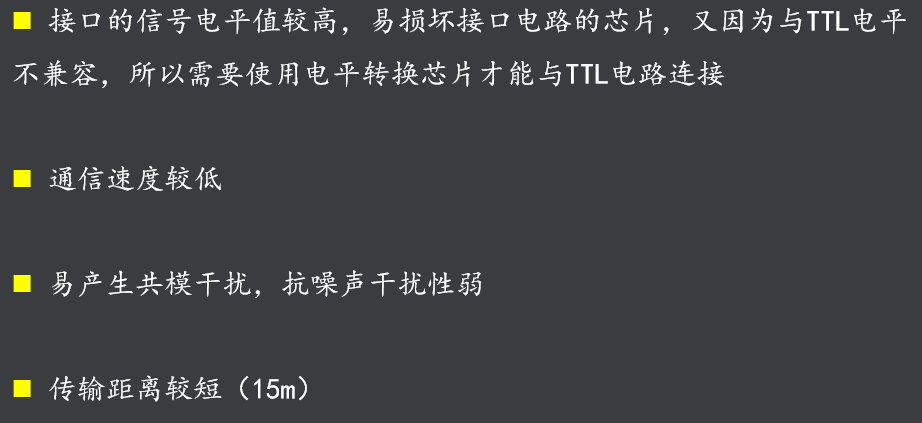 ■ 接口的信号电平值较高，易损坏接口电路的芯片，又因为与TTL电平
不兼容，所以需要使用电平转换芯片才能与TTL电路连接
■ 通信速度较低
■ 易产生共模干扰，抗噪声干扰性弱
■ 传输距离较短（15m）